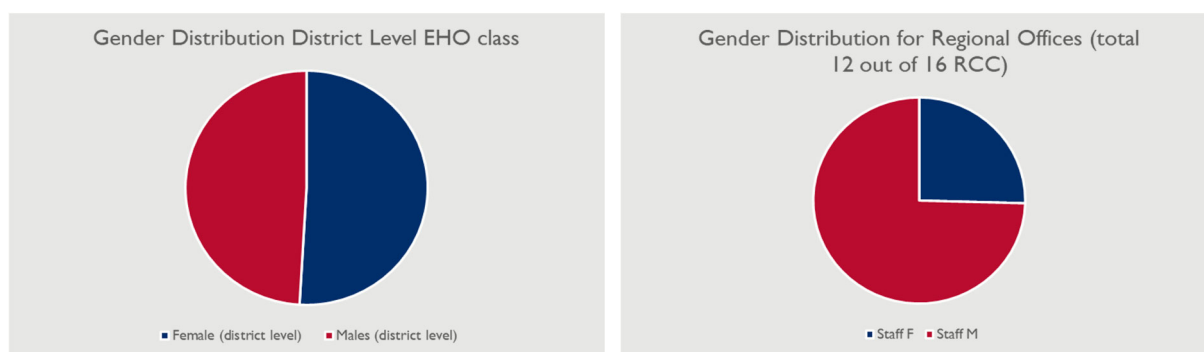 Gender Distribution District Level EHO class
Female (district level)
Males (district level)
Gender Distribution for Regional Offices (total
12 out of 16 RCC)
Staff F
Staff M